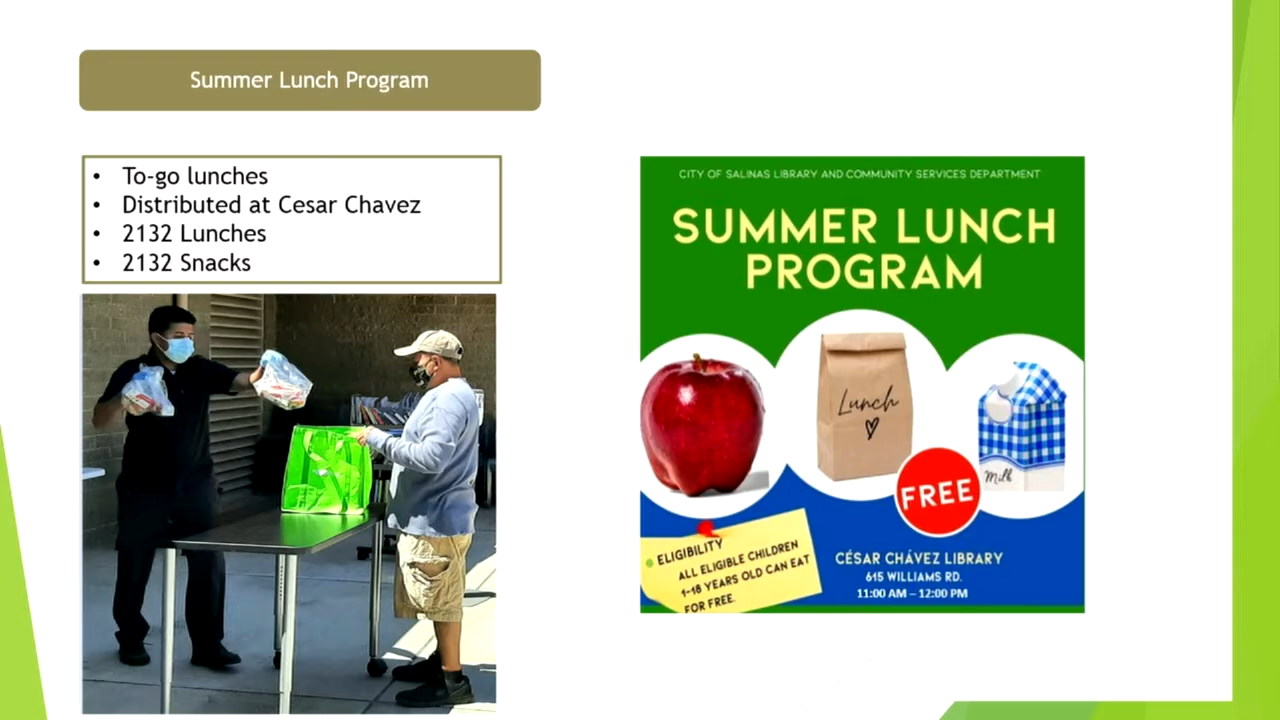 Summer Lunch Program
• To-go lunches
• Distributed at Cesar Chavez
• 2132 Lunches
• 2132 Snacks
CITY OF SALINAS LIBRARY AND COMMUNITY SERVICES DEPARTMENT
SUMMER LUNCH
PROGRAM
Lunch
Milk
FREE
ELIGIBILITY
ALL ELIGIBLE CHILDREN
1-18 YEARS OLD CAN EAT
FOR FREE.
CÉSAR CHÁVEZ LIBRARY
615 WILLIAMS RD.
11:00 AM – 12:00 PM